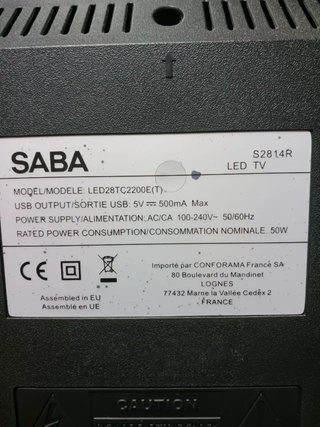 SABA
S2814R
LED TV
MODEL/MODELE: LED28TC2200E(T)
USB OUTPUT/SORTIE USB: 5V⎓500mA Max
POWER SUPPLY/ALIMENTATION: AC/CA 100-240V~ 50/60Hz
RATED POWER CONSUMPTION/CONSOMMATION NOMINALE: 50W
CE
Assembled in EU
Assemblé en UE
Importé par CONFORAMA France SA
80 Boulevard du Mandinet
LOGNES
77432 Marne la Vallée Cedex 2
FRANCE
CAUTION